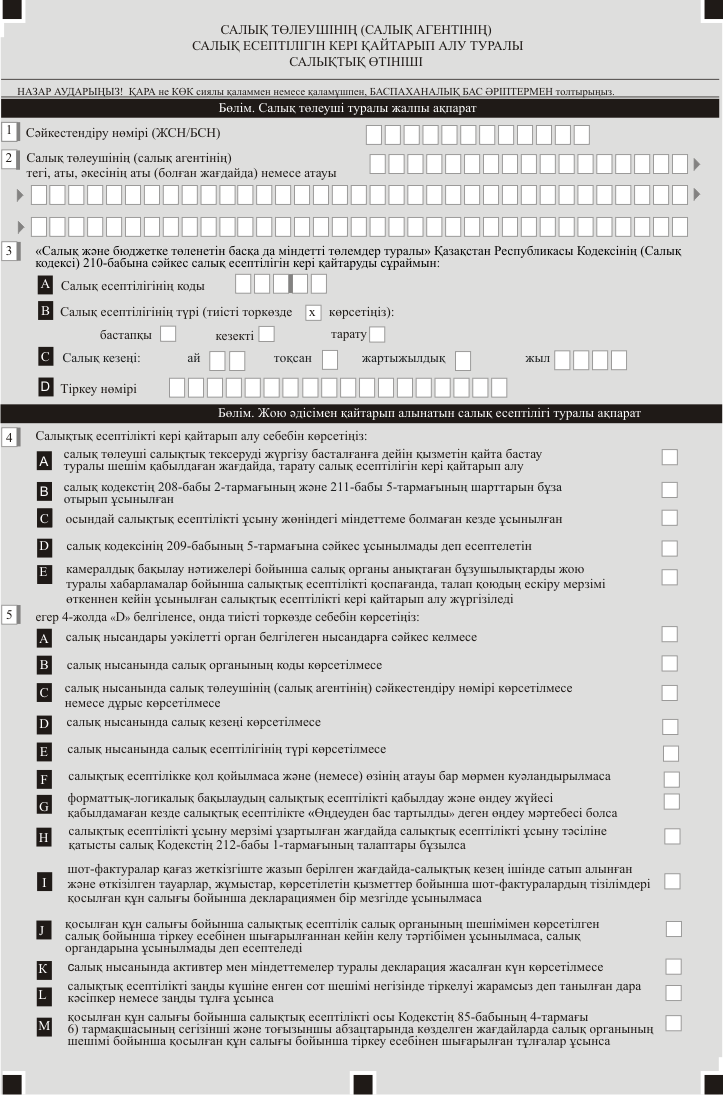 САЛЫҚ ТӨЛЕУШІНІҢ (САЛЫҚ АГЕНТІНІҢ)
САЛЫҚ ЕСЕПТІЛІГІН КЕРІ ҚАЙТАРЫП АЛУ ТУРАЛЫ
САЛЫҚТЫҚ ӨТІНІШІ
НАЗАР АУДАРЫҢЫЗ! ҚАРА не КӨК сиялы қаламмен немесе қаламұшпен, БАСПАХАНАЛЫҚ БАС ӘРІПТЕРМЕН толтырыңыз.
Бөлім. Салық төлеуші туралы жалпы ақпарат
1 Сәйкестендіру нөмірі (ЖСН/БСН)
2 Салық төлеушінің (салық агентінің)
тегі, аты, әкесінің аты (болған жағдайда) немесе атауы
3 «Салық және бюджетке төленетін басқа да міндетті төлемдер туралы» Қазақстан Республикасы Кодексінің (Салық
кодексі) 210-бабына сәйкес салық есептілігін кері қайтаруды сұраймын:
A Салық есептілігінің коды
B Салық есептілігінің түрі (тиісті торкөзде x көрсетіңіз):
бастапқы кезекті тарату
C Салық кезеңі: ай тоқсан жартыжылдық жыл
D Тіркеу нөмірі
Бөлім. Жою әдісімен қайтарып алынатын салық есептілігі туралы ақпарат
4 Салықтық есептілікті кері қайтарып алу себебін көрсетіңіз:
A салық төлеуші салықтық тексеруді жүргізу басталғанға дейін қызметін қайта бастау
туралы шешім қабылдаған жағдайда, тарату салық есептілігін кері қайтарып алу
B салық кодекстің 208-бабы 2-тармағының және 211-бабы 5-тармағының шарттарын бұза
отырып ұсынылған
C осындай салықтық есептілікті ұсыну жөніндегі міндеттеме болмаған кезде ұсынылған
D салық кодексінің 209-бабының 5-тармағына сәйкес ұсынылмады деп есептелетін
E камералдық бақылау нәтижелері бойынша салық органы анықтаған бұзушылықтарды жою
туралы хабарламалар бойынша салықтық есептілікті қоспағанда, талап қоюдың ескіру мерзімі
өткеннен кейін ұсынылған салықтық есептілікті кері қайтарып алу жүргізіледі
5 егер 4-жолда «D» белгіленсе, онда тиісті торкөзде себебін көрсетіңіз:
A салық нысандары уәкілетті орган белгілеген нысандарға сәйкес келмесе
B салық нысанында салық органының коды көрсетілмесе
C салық нысанында салық төлеушінің (салық агентінің) сәйкестендіру нөмірі көрсетілмесе
немесе дұрыс көрсетілмесе
D салық нысанында салық кезеңі көрсетілмесе
E салық нысанында салық есептілігінің түрі көрсетілмесе
F салықтық есептілікке қол қойылмаса және (немесе) өзінің атауы бар мөрмен куәландырылмаса
G форматтық-логикалық бақылаудың салықтық есептілікті қабылдау және өңдеу жүйесі
қабылдамаған кезде салықтық есептілікте «Өңдеуден бас тартылды» деген өңдеу мәртебесі болса
H салықтық есептілікті ұсыну мерзімі ұзартылған жағдайда салықтық есептілікті ұсыну тәсіліне
қатысты салық Кодекстің 212-бабы 1-тармағының талаптары бұзылса
I шот-фактуралар қағаз жеткізгіште жазып берілген жағдайда-салықтық кезең ішінде сатып алынған
және өткізілген тауарлар, жұмыстар, көрсетілетін қызметтер бойынша шот-фактуралардың тізілімдері
қосылған құн салығы бойынша декларациямен бір мезгілде ұсынылмаса
J қосылған құн салығы бойынша салықтық есептілік салық органының шешімімен көрсетілген
салық бойынша тіркеу есебінен шығарылғаннан кейін келу тәртібімен ұсынылмаса, салық
органдарына ұсынылмады деп есептеледі
K салық нысанында активтер мен міндеттемелер туралы декларация жасалған күн көрсетілмесе
L салықтық есептілікті заңды күшіне енген сот шешімі негізінде тіркелуі жарамсыз деп танылған дара
кәсіпкер немесе заңды тұлға ұсынса
M қосылған құн салығы бойынша салықтық есептілікті осы Кодекстің 85-бабының 4-тармағы
6) тармақшасының сегізінші және тоғызыншы абзацтарында көзделген жағдайларда салық органының
шешімі бойынша қосылған құн салығы бойынша тіркеу есебінен шығарылған тұлғалар ұсынса